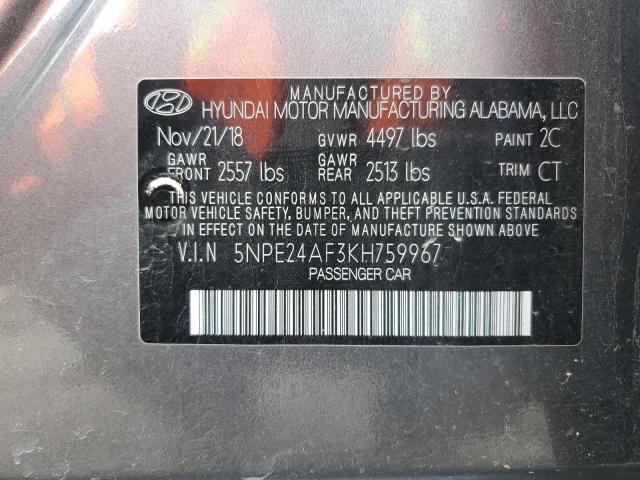 MANUFACTURED BY
HYUNDAI MOTOR MANUFACTURING ALABAMA, LLC
Nov/21/18 GVWR 4497 lbs PAINT 2C
GAWR FRONT 2557 lbs GAWR REAR 2513 lbs TRIM CT
THIS VEHICLE CONFORMS TO ALL APPLICABLE U.S.A. FEDERAL
MOTOR VEHICLE SAFETY, BUMPER, AND THEFT PREVENTION STANDARDS
IN EFFECT ON THE DATE OF MANUFACTURE SHOWN ABOVE.
V.I.N 5NPE24AF3KH759967
PASSENGER CAR